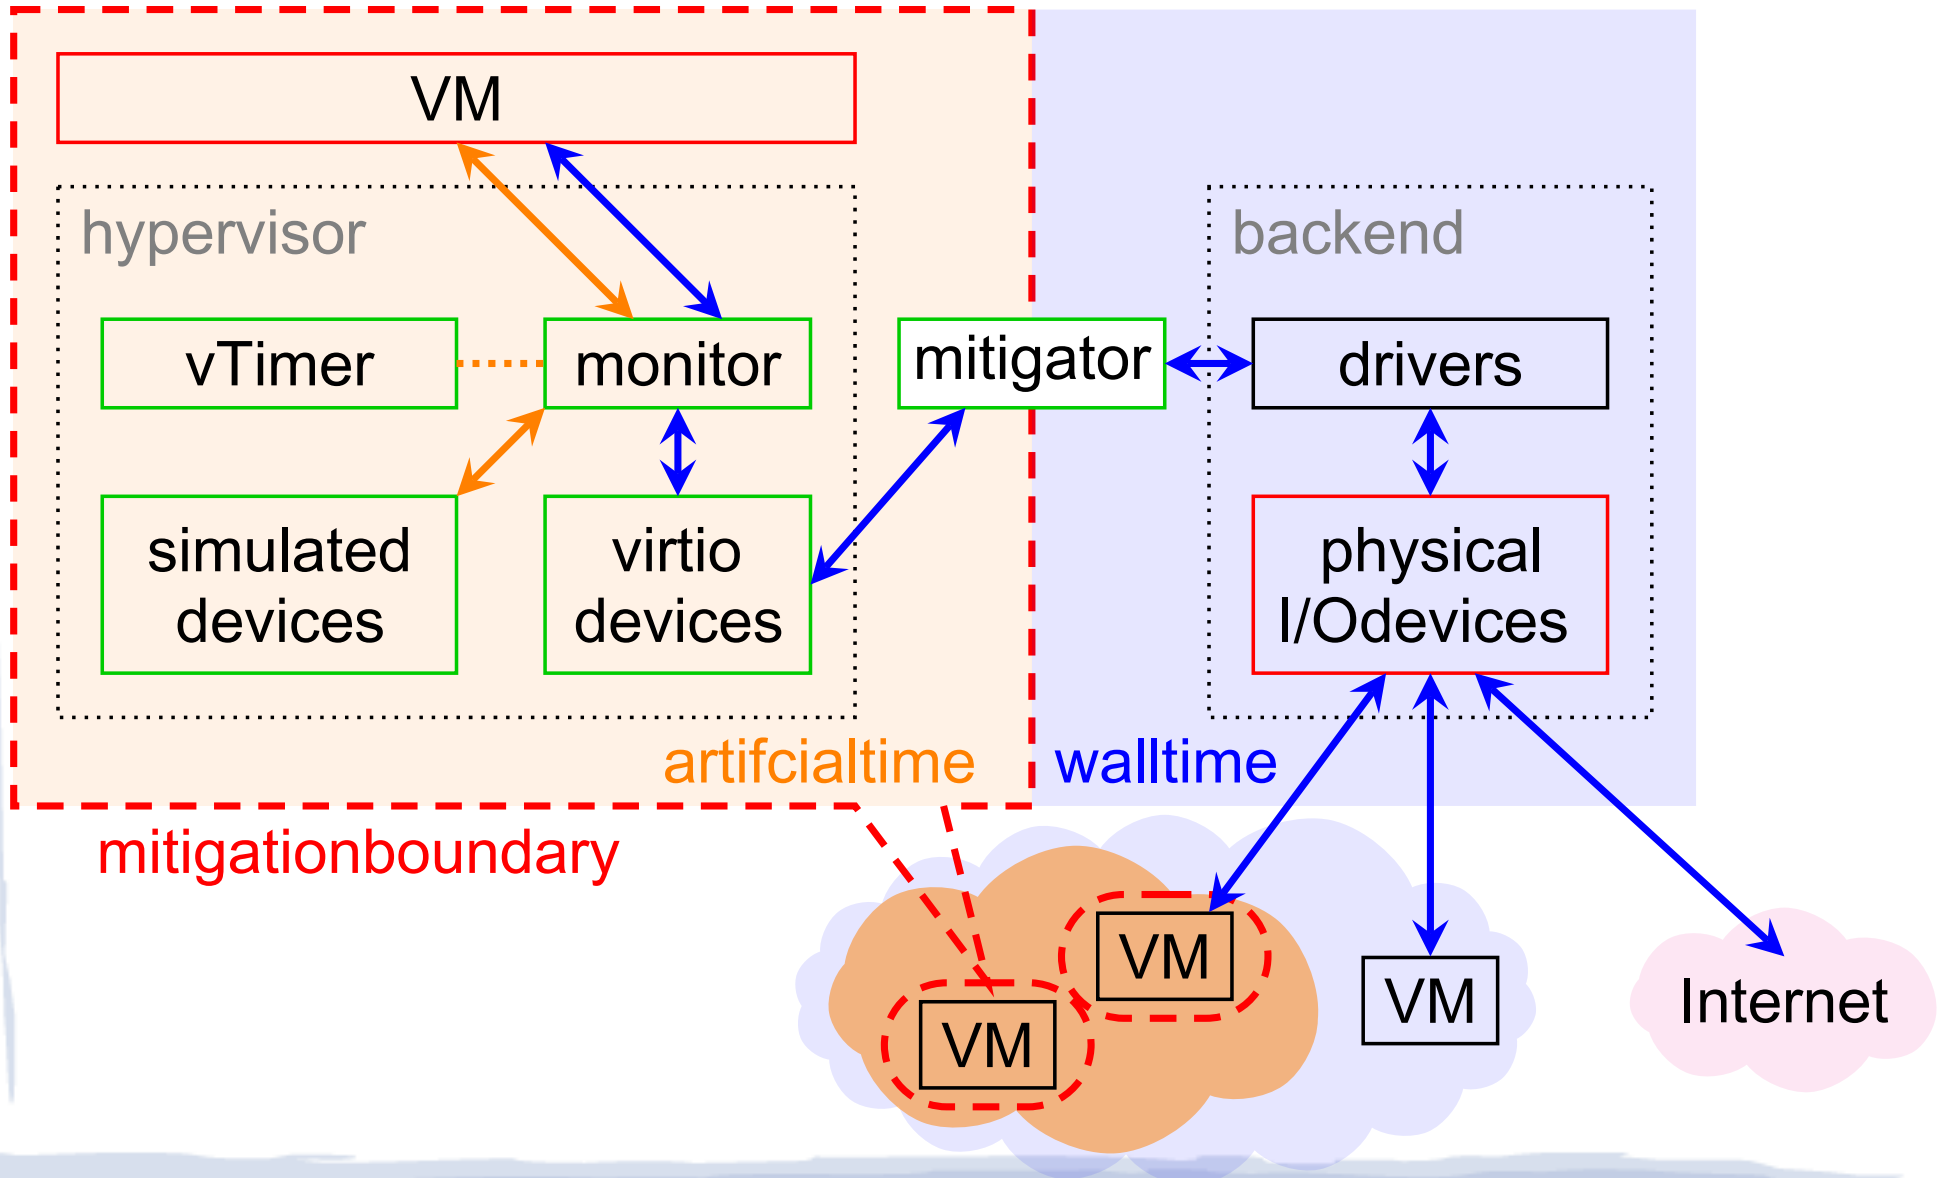 VM
hypervisor
backend
vTimer
monitor
mitigator
drivers
simulated
devices
virtio
devices
physical
I/Odevices
artifcialtime
walltime
mitigationboundary
VM
VM
VM
Internet